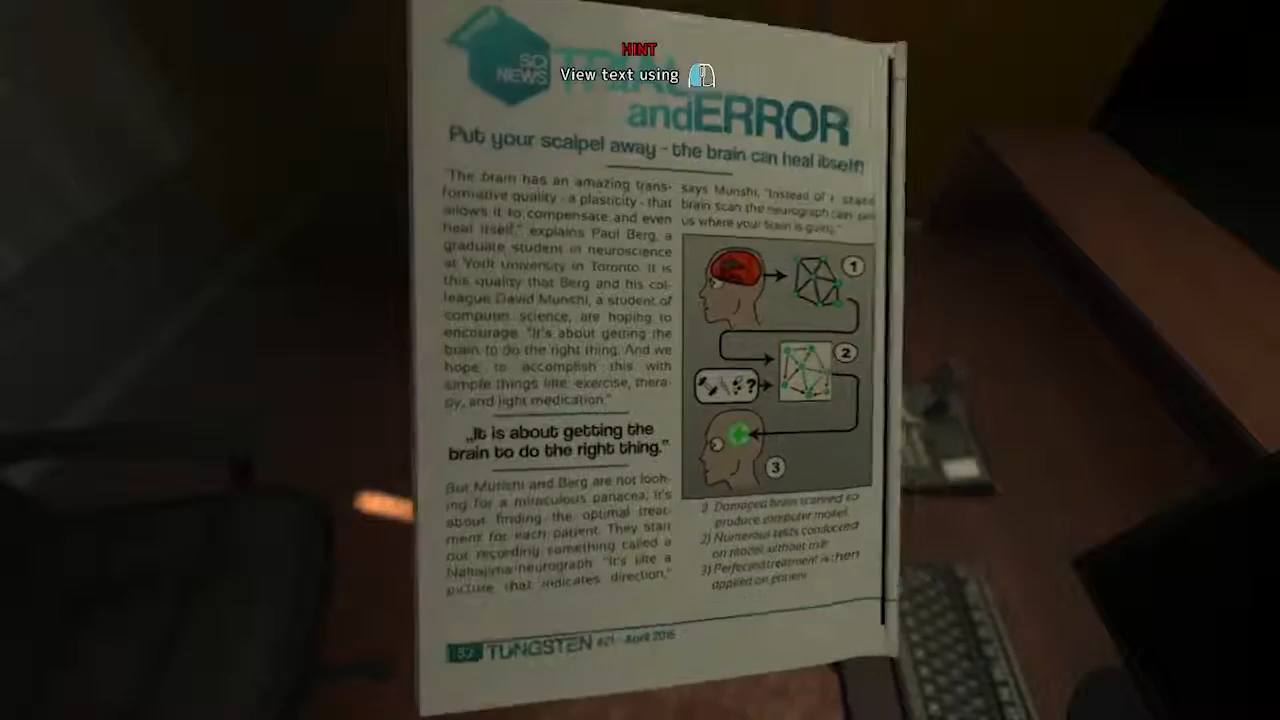 HINT
View text using
SCI
NEWS
TRIAL
andERROR
Put your scalpel away - the brain can heal itself!
"The brain has an amazing trans-
formative quality - a plasticity - that
allows it to compensate and even
heal itself," explains Paul Berg, a
graduate student in neuroscience
at York university in Toronto. It is
this quality that Berg and his col-
league David Munshi, a student of
computer science, are hoping to
encourage. "It's about getting the
brain to do the right thing. And we
hope to accomplish this with
simple things like: exercise, thera-
py, and light medication."
„It is about getting the
brain to do the right thing."
But Munshi and Berg are not look-
ing for a miraculous panacea; it's
about finding the optimal treat-
ment for each patient. They start
out recording something called a
Nakajima-neurograph. "It's like a
picture that indicates direction,"
says Munshi, "Instead of a
brain scan the neurograph can
us where your brain is going."
1
2
?
3
1) Damaged brain scanned to
produce computer model.
2) Numerous tests conducted
on model without
3) Perfected treatment is then
applied on patient
TUNGSTEN #21 - April 2015